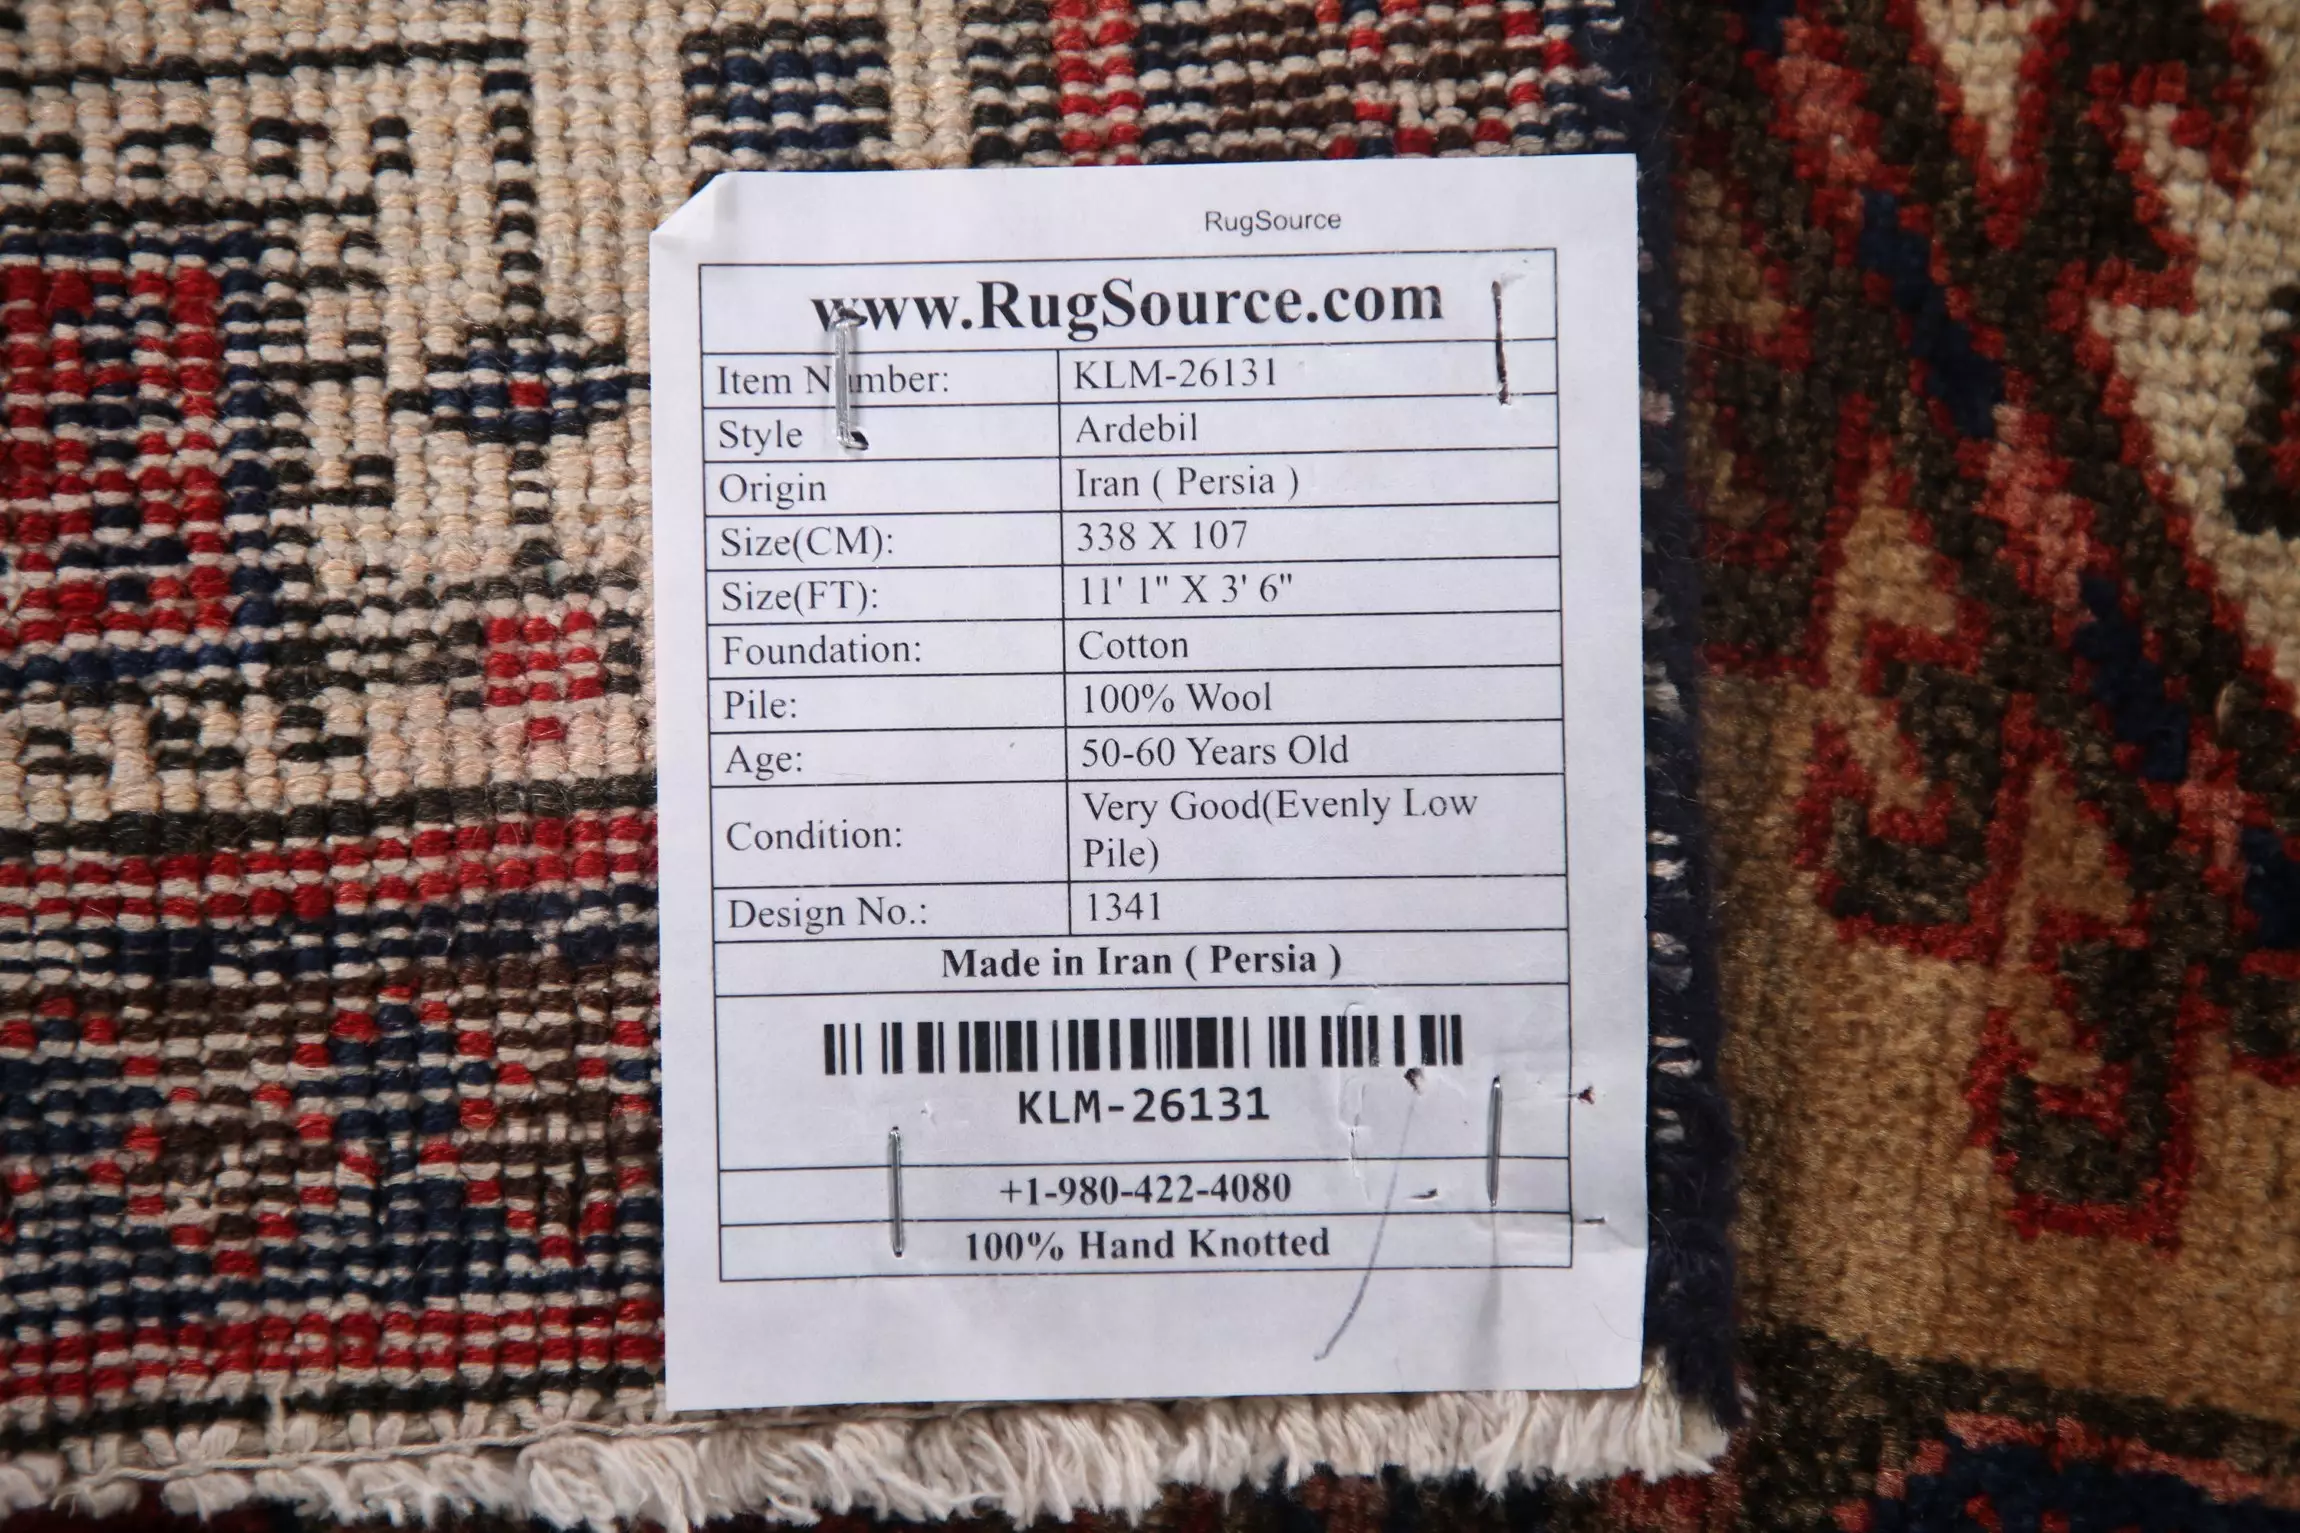 RugSource
www.RugSource.com
Item Number: KLM-26131
Style Ardebil
Origin Iran ( Persia )
Size(CM): 338 X 107
Size(FT): 11' 1" X 3' 6"
Foundation: Cotton
Pile: 100% Wool
Age: 50-60 Years Old
Condition: Very Good(Evenly Low
Pile)
Design No.: 1341
Made in Iran ( Persia )
KLM-26131
+1-980-422-4080
100% Hand Knotted